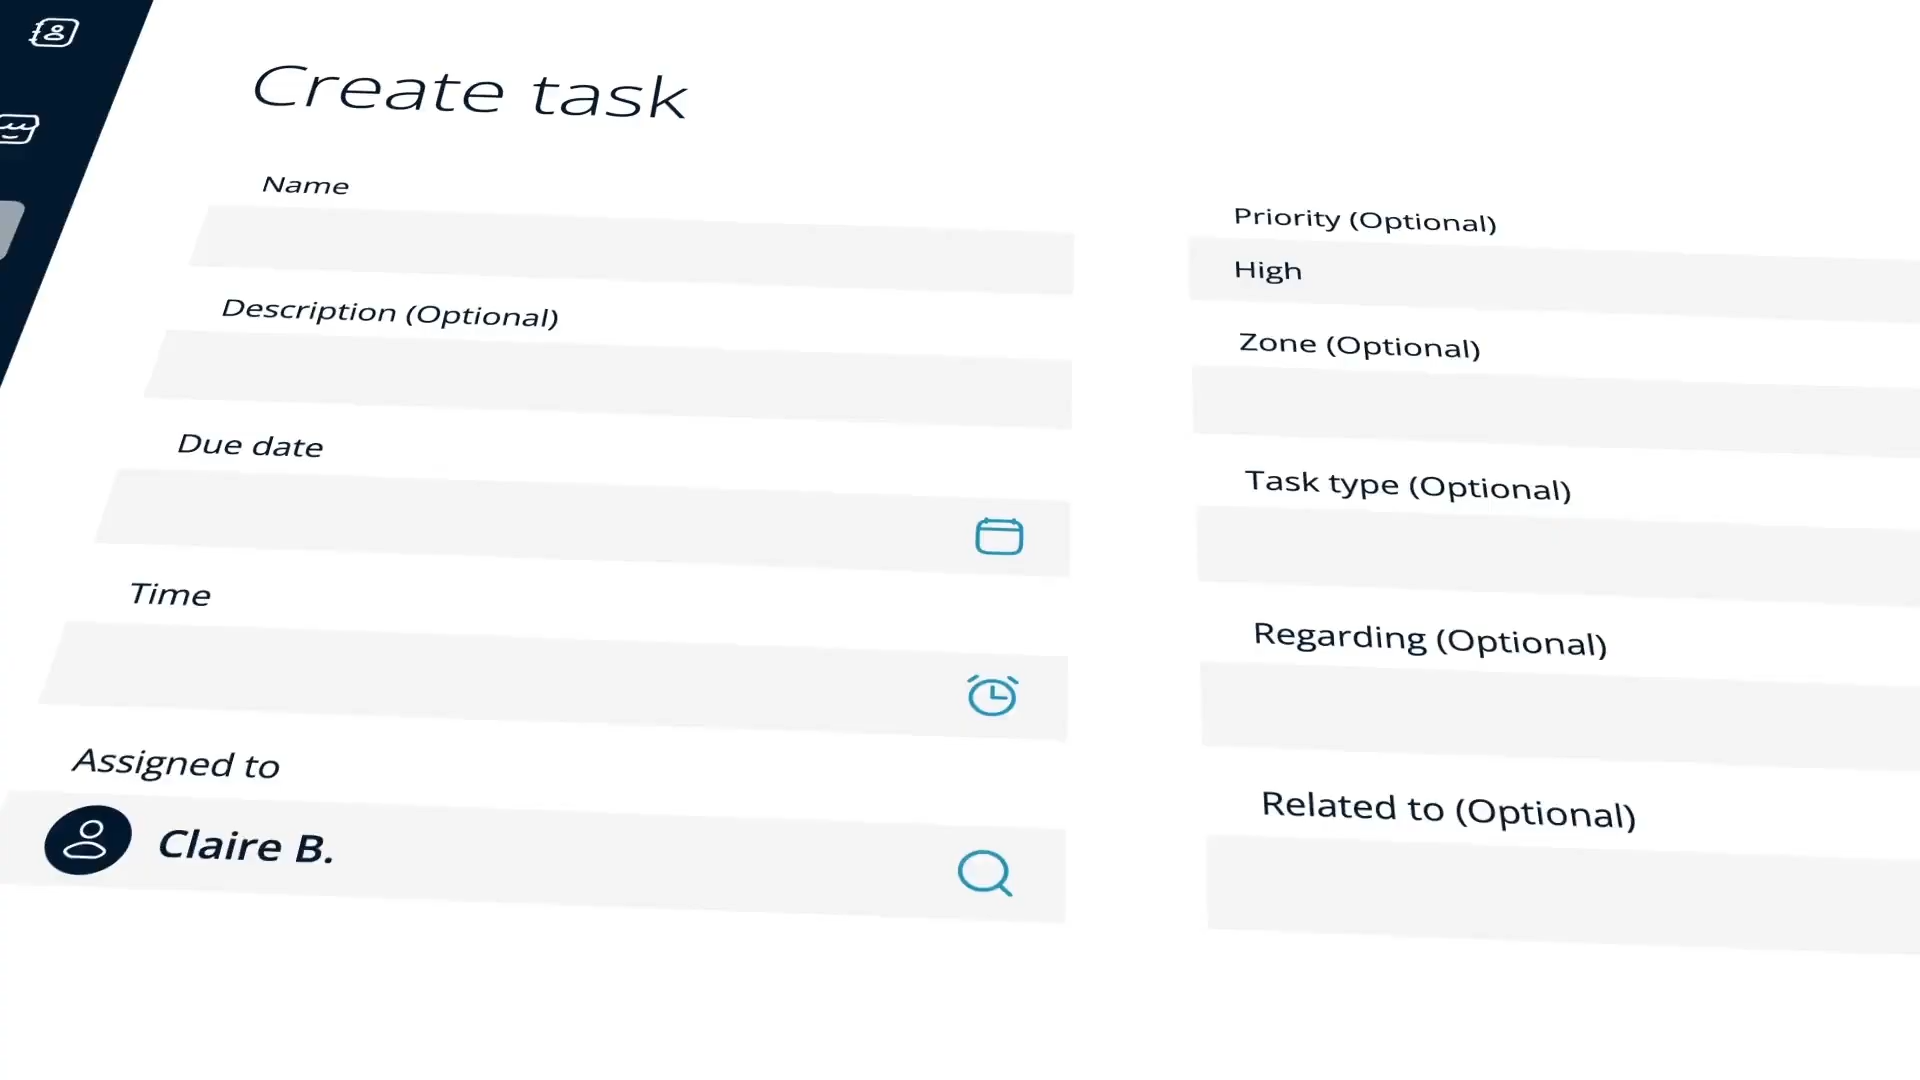 Create task
Name
Description (Optional)
Due date
Time
Assigned to
Claire B.
Priority (Optional)
High
Zone (Optional)
Task type (Optional)
Regarding (Optional)
Related to (Optional)